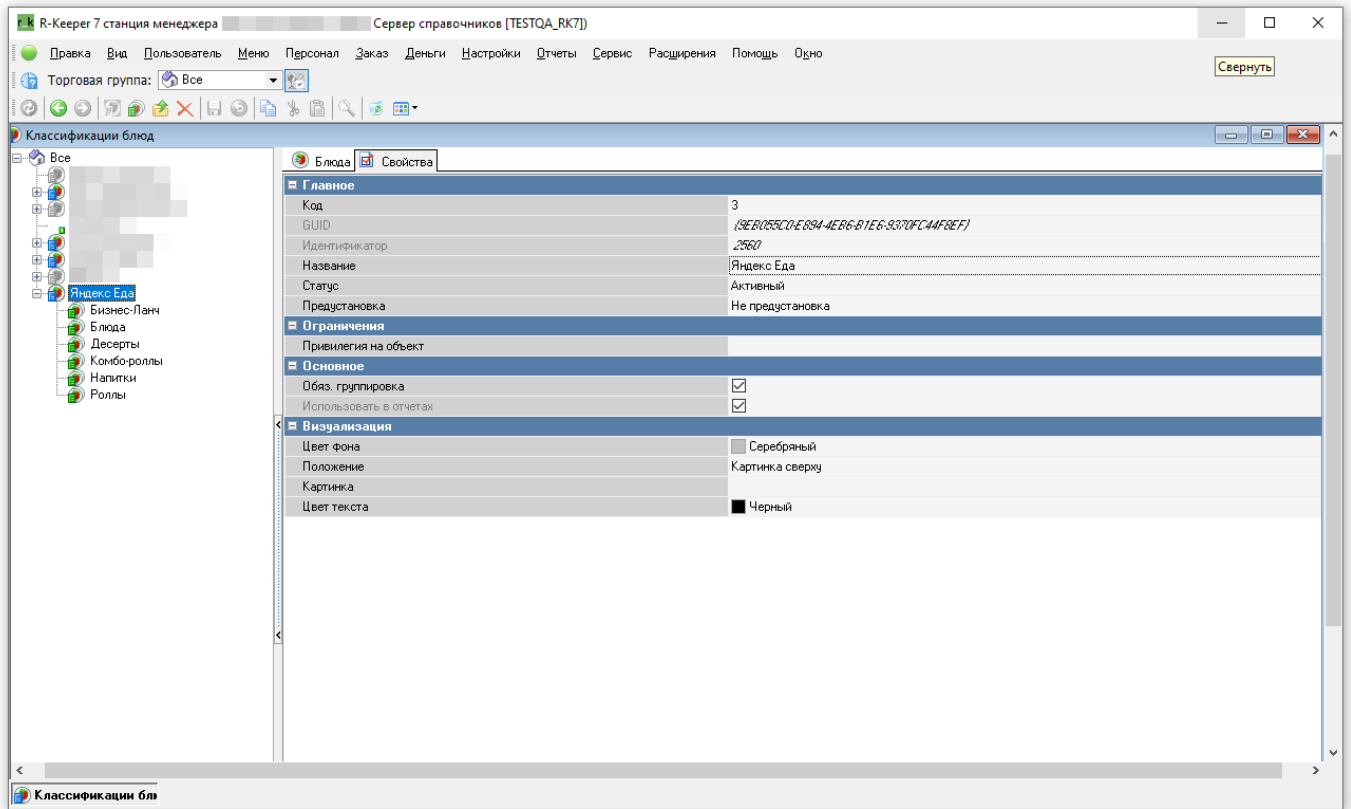 R-Keeper 7 станция менеджера Сервер справочников [TESTQA_RK7])
Правка Вид Пользователь Меню Персонал Заказ Деньги Настройки Отчеты Сервис Расширения Помощь Окно
Свернуть
Торговая группа: Все
Классификации блюд
Все
Яндекс Еда
Бизнес-Ланч
Блюда
Десерты
Комбо-роллы
Напитки
Роллы
Блюда Свойства
Главное
Код 3
GUID {9EB055C0-E894-4EB6-B1E6-9370FC44F8EF}
Идентификатор 2560
Название Яндекс Еда
Статус Активный
Предустановка Не предустановка
Ограничения
Привилегия на объект
Основное
Обяз. группировка
Использовать в отчетах
Визуализация
Цвет фона Серебряный
Положение Картинка сверху
Картинка
Цвет текста Черный
Классификации блю